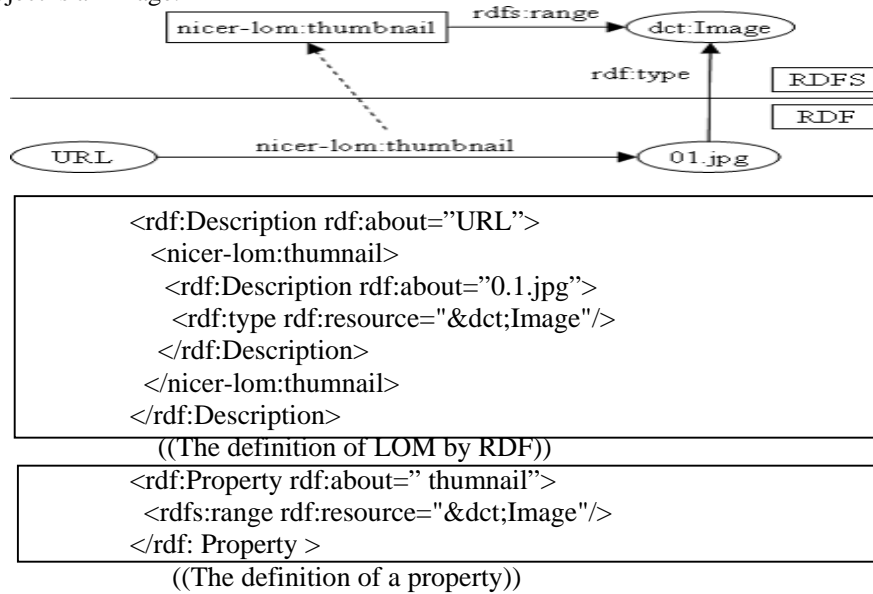 nicer-lom:thumbnail rdfs:range dct:Image
rdf:type RDFS
RDF
URL nicer-lom:thumbnail 01.jpg
<rdf:Description rdf:about=”URL”>
<nicer-lom:thumnail>
<rdf:Description rdf:about=”0.1.jpg”>
<rdf:type rdf:resource="&dct;Image"/>
</rdf:Description>
</nicer-lom:thumnail>
</rdf:Description>
((The definition of LOM by RDF))
<rdf:Property rdf:about=” thumnail”>
<rdfs:range rdf:resource="&dct;Image"/>
</rdf: Property >
((The definition of a property))